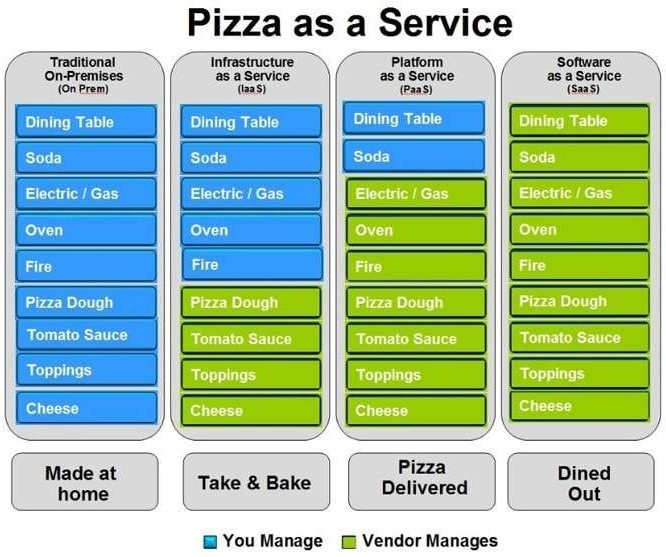 Pizza as a Service
Traditional
On-Premises
(On Prem)
Dining Table
Soda
Electric / Gas
Oven
Fire
Pizza Dough
Tomato Sauce
Toppings
Cheese
Made at
home
Infrastructure
as a Service
(IaaS)
Dining Table
Soda
Electric / Gas
Oven
Fire
Pizza Dough
Tomato Sauce
Toppings
Cheese
Take & Bake
Platform
as a Service
(PaaS)
Dining Table
Soda
Electric / Gas
Oven
Fire
Pizza Dough
Tomato Sauce
Toppings
Cheese
Pizza
Delivered
Software
as a Service
(SaaS)
Dining Table
Soda
Electric / Gas
Oven
Fire
Pizza Dough
Tomato Sauce
Toppings
Cheese
Dined
Out
You Manage
Vendor Manages